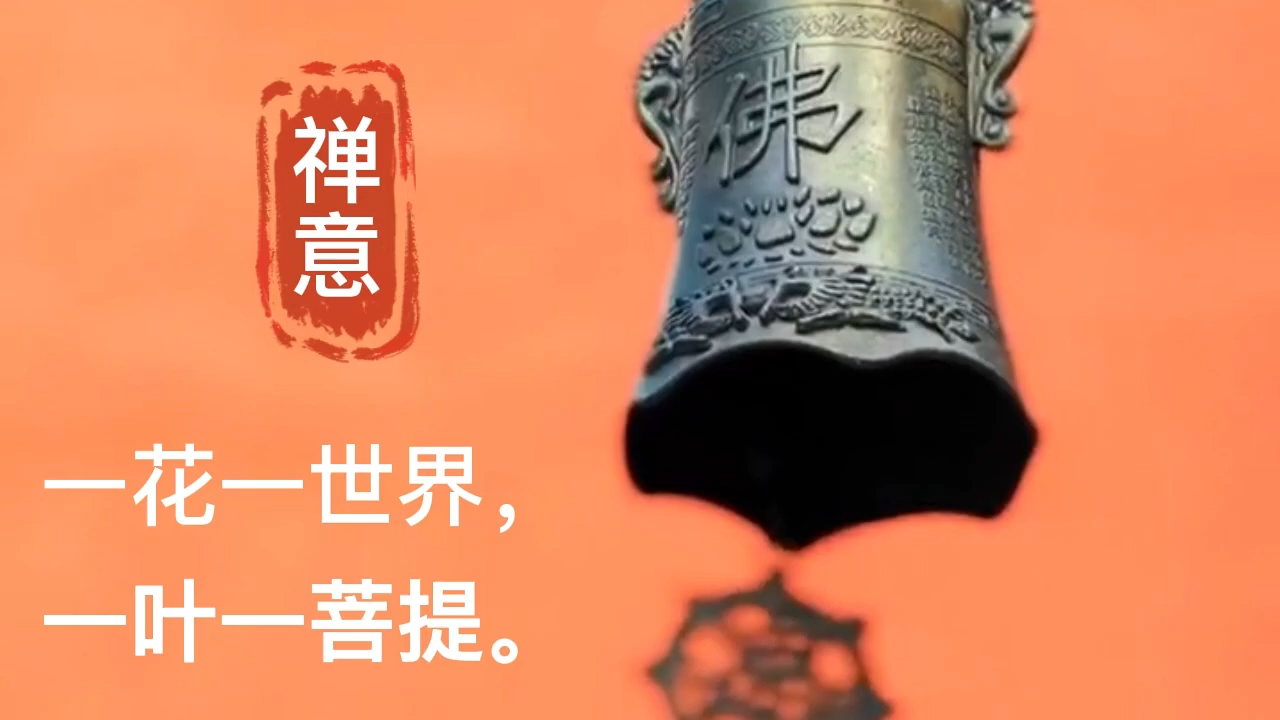 禅意
佛
一花一世界，
一叶一菩提。